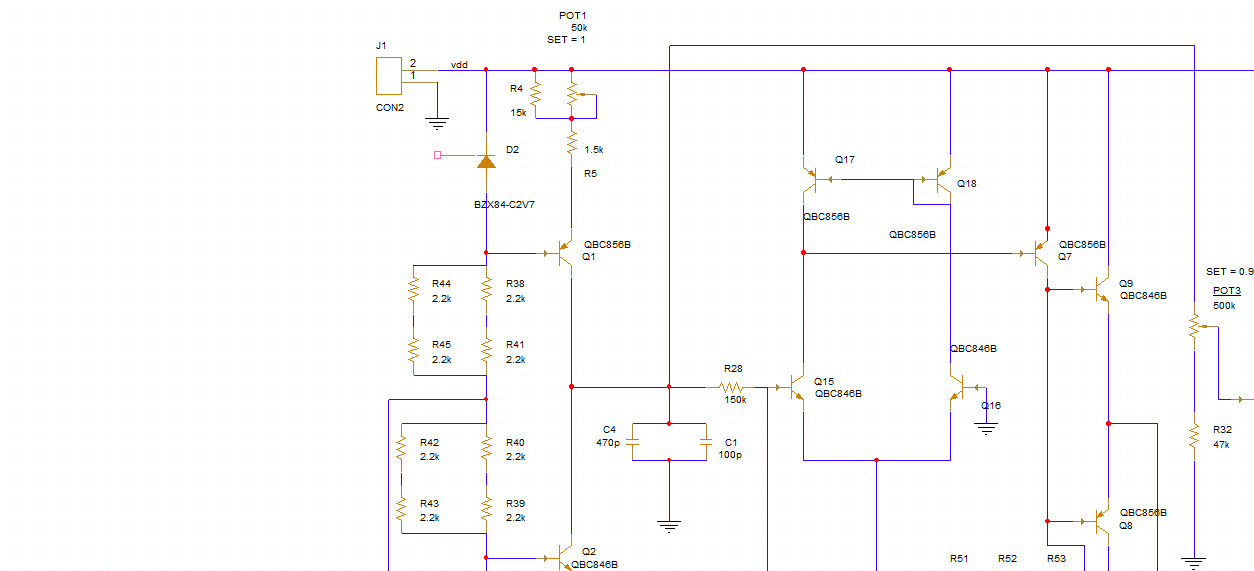 POT1
50k
SET = 1
J1
2
1
vdd
CON2
R4
15k
1.5k
R5
D2
BZX84-C2V7
Q17
QBC856B
Q18
QBC856B
QBC856B
Q1
QBC856B
Q7
Q9
QBC846B
SET = 0.9
POT3
500k
R44
2.2k
R38
2.2k
R45
2.2k
R41
2.2k
R28
150k
Q15
QBC846B
QBC846B
Q16
R42
2.2k
R40
2.2k
C4
470p
C1
100p
R32
47k
R43
2.2k
R39
2.2k
Q2
QBC846B
QBC856B
Q8
R51
R52
R53